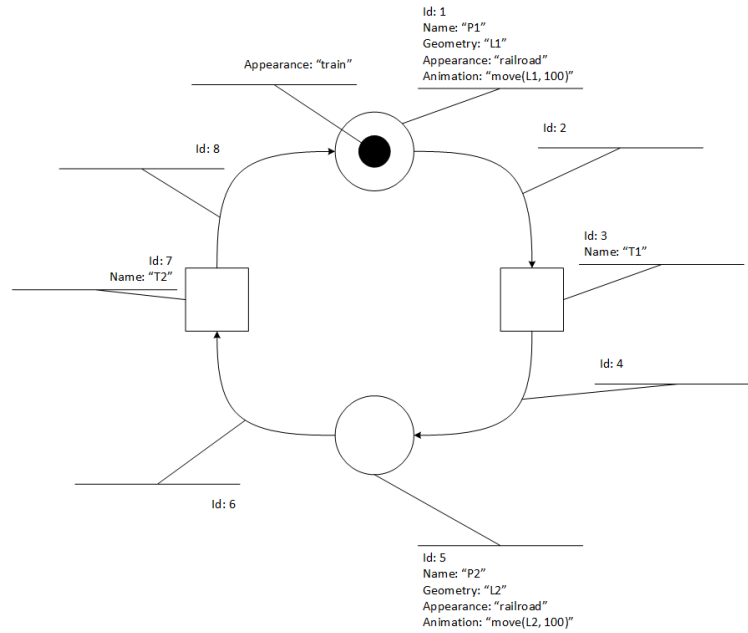 Id: 1
Name: “P1”
Geometry: “L1”
Appearance: “railroad”
Animation: “move(L1, 100)”
Appearance: “train”
Id: 2
Id: 8
Id: 3
Name: “T1”
Id: 7
Name: “T2”
Id: 4
Id: 6
Id: 5
Name: “P2”
Geometry: “L2”
Appearance: “railroad”
Animation: “move(L2, 100)”